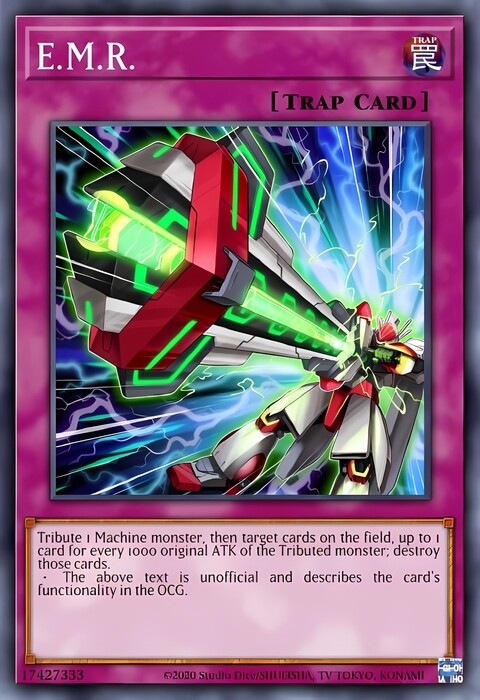 E.M.R.
TRAP
罠
[TRAP CARD]
Tribute 1 Machine monster, then target cards on the field, up to 1
card for every 1000 original ATK of the Tributed monster; destroy
those cards.
· The above text is unofficial and describes the card's
functionality in the OCG.
17427333
©2020 Studio Dice/SHUEISHA, TV TOKYO, KONAMI